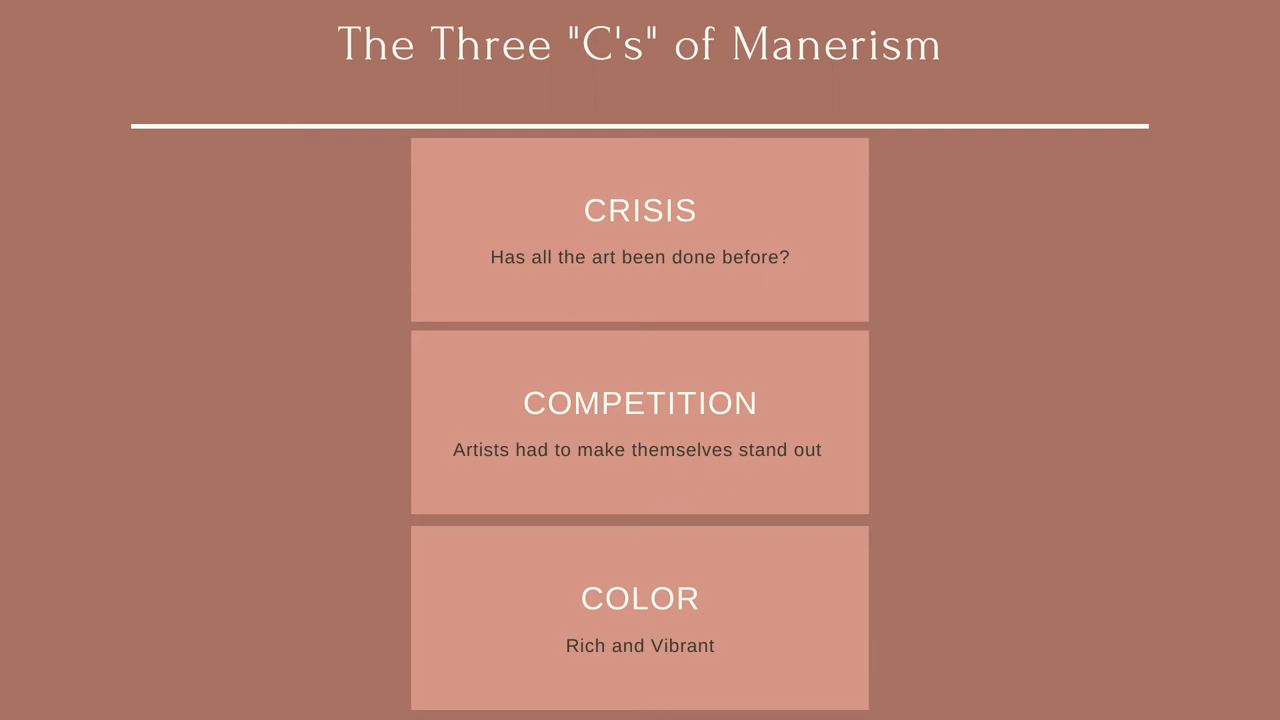 The Three "C's" of Manerism
CRISIS
Has all the art been done before?
COMPETITION
Artists had to make themselves stand out
COLOR
Rich and Vibrant